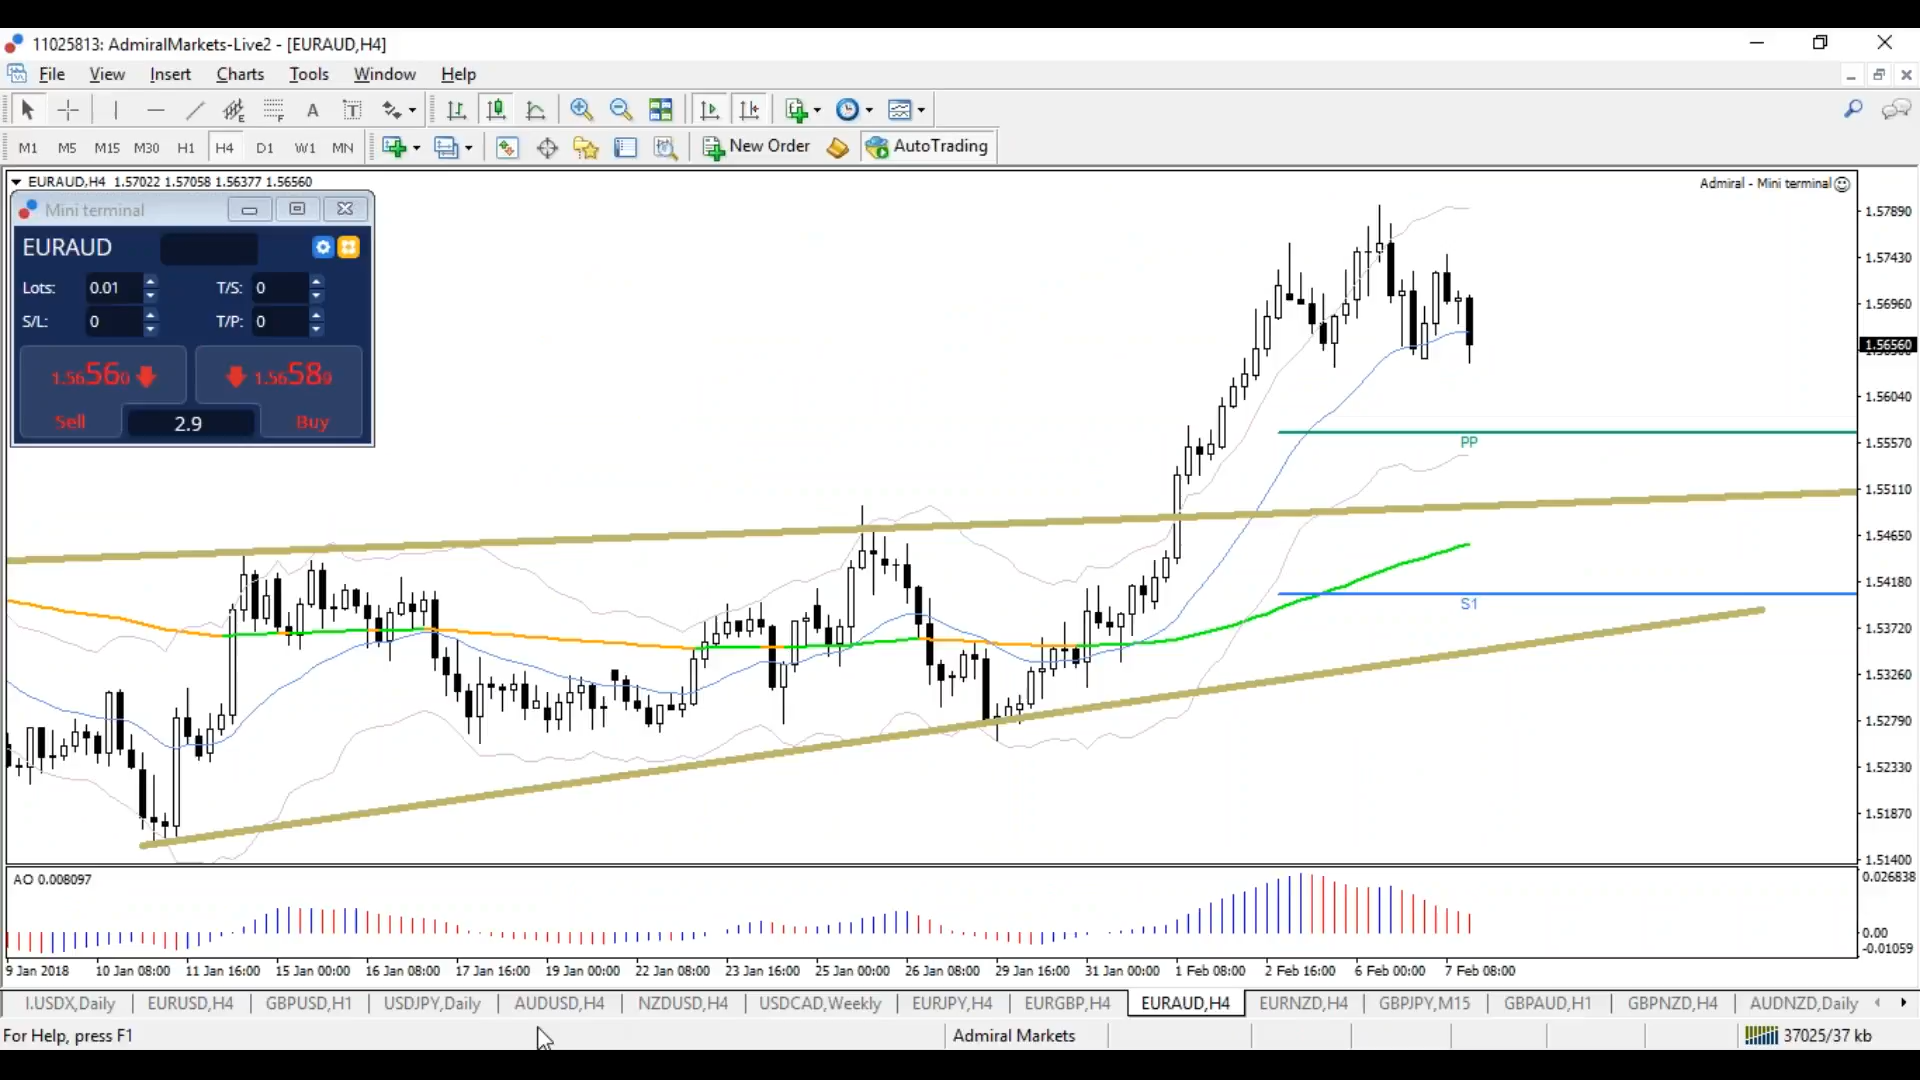 11025813: AdmiralMarkets-Live2 - [EURAUD,H4]
File View Insert Charts Tools Window Help
M1 M5 M15 M30 H1 H4 D1 W1 MN New Order AutoTrading
EURAUD,H4 1.57022 1.57058 1.56377 1.56560
Admiral - Mini terminal
Mini terminal
EURAUD
Lots: 0.01 T/S: 0
S/L: 0 T/P: 0
1.56560 1.56589
Sell 2.9 Buy
1.57890
1.57430
1.56960
1.56560
1.56040
1.55570
1.55110
1.54650
1.54180
1.53720
1.53260
1.52790
1.52330
1.51870
1.51400
PP
S1
AO 0.008097
0.026838
0.00
-0.01059
9 Jan 2018 10 Jan 08:00 11 Jan 16:00 15 Jan 00:00 16 Jan 08:00 17 Jan 16:00 19 Jan 00:00 22 Jan 08:00 23 Jan 16:00 25 Jan 00:00 26 Jan 08:00 29 Jan 16:00 31 Jan 00:00 1 Feb 08:00 2 Feb 16:00 6 Feb 00:00 7 Feb 08:00
I.USDX,Daily EURUSD,H4 GBPUSD,H1 USDJPY,Daily AUDUSD,H4 NZDUSD,H4 USDCAD,Weekly EURJPY,H4 EURGBP,H4 EURAUD,H4 EURNZD,H4 GBPJPY,M15 GBPAUD,H1 GBPNZD,H4 AUDNZD,Daily
For Help, press F1
Admiral Markets
37025/37 kb